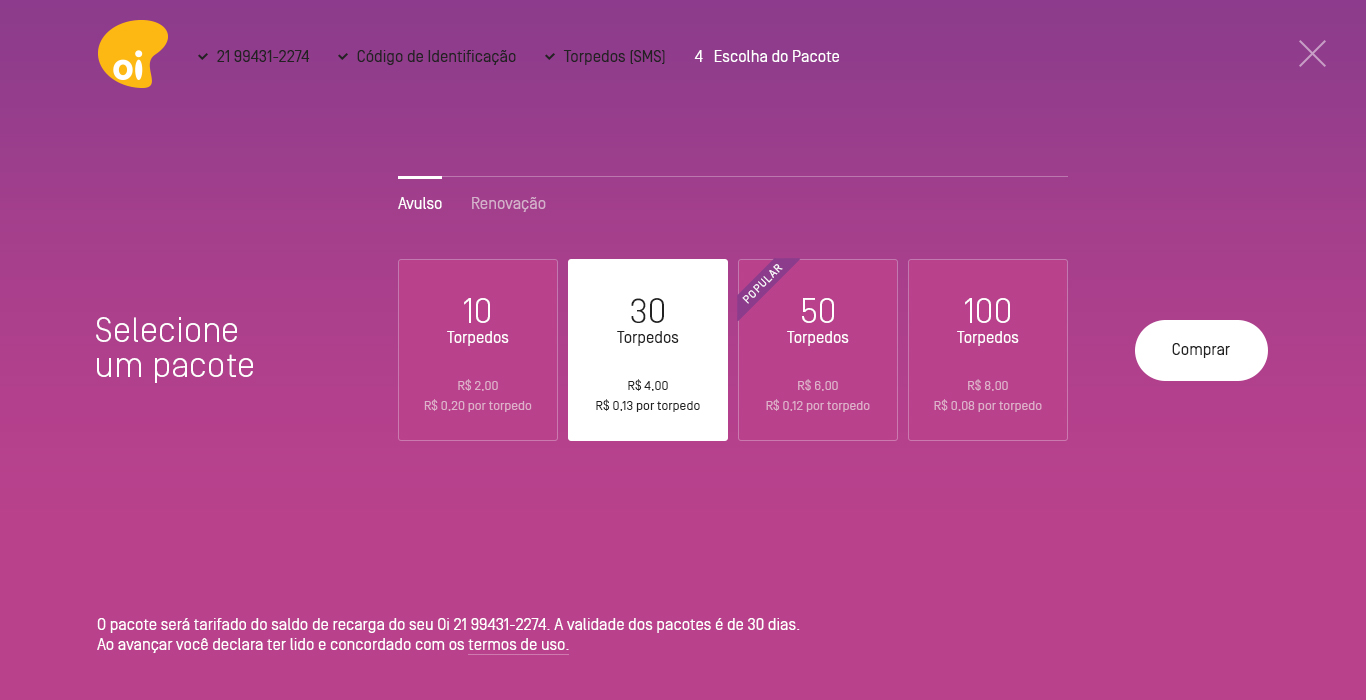 oi
21 99431-2274
Código de Identificação
Torpedos (SMS)
4 Escolha do Pacote
Avulso
Renovação
Selecione
um pacote
10
Torpedos
R$ 2,00
R$ 0,20 por torpedo
30
Torpedos
R$ 4,00
R$ 0,13 por torpedo
POPULAR
50
Torpedos
R$ 6,00
R$ 0,12 por torpedo
100
Torpedos
R$ 8,00
R$ 0,08 por torpedo
Comprar
O pacote será tarifado do saldo de recarga do seu Oi 21 99431-2274. A validade dos pacotes é de 30 dias.
Ao avançar você declara ter lido e concordado com os termos de uso.